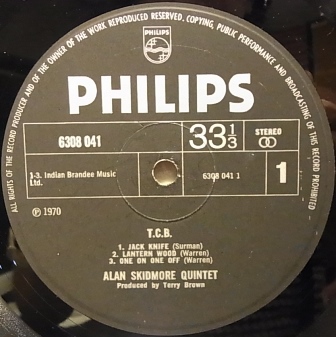 ALL RIGHTS OF THE RECORD PRODUCER AND OF THE OWNER OF THE WORK REPRODUCED RESERVED. COPYING, PUBLIC PERFORMANCE AND BROADCASTING OF THIS RECORD PROHIBITED
PHILIPS
PHILIPS
6308 041
33 1/3
STEREO
1-3. Indian Brandee Music
Ltd.
6308 041 1
1
℗ 1970
T.C.B.
1. JACK KNIFE (Surman)
2. LANTERN WOOD (Warren)
3. ONE ON ONE OFF (Warren)
ALAN SKIDMORE QUINTET
Produced by Terry Brown